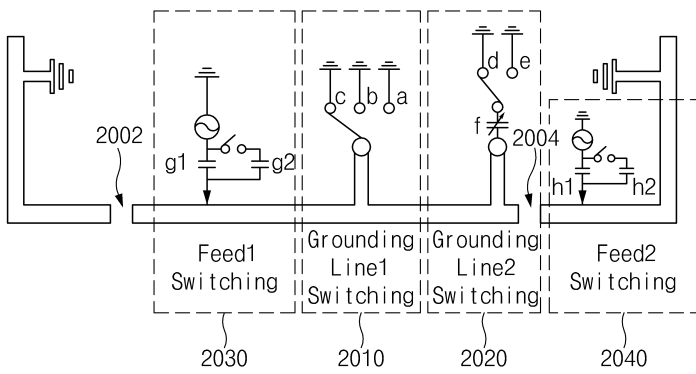 d e
c b a
f
2002
2004
g1 g2
h1 h2
Feed1
Switching
Grounding
Line1
Switching
Grounding
Line2
Switching
Feed2
Switching
2030
2010
2020
2040